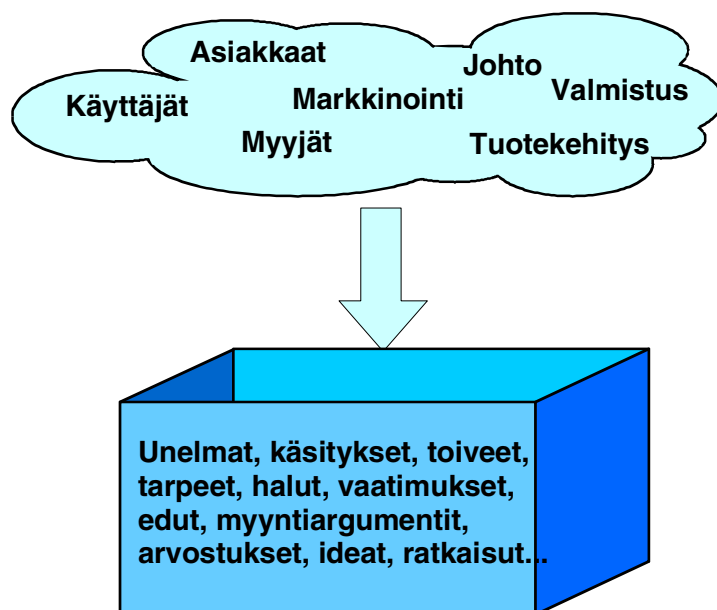 Asiakkaat
Johto
Käyttäjät
Markkinointi
Valmistus
Myyjät
Tuotekehitys
Unelmat, käsitykset, toiveet,
tarpeet, halut, vaatimukset,
edut, myyntiargumentit,
arvostukset, ideat, ratkaisut...